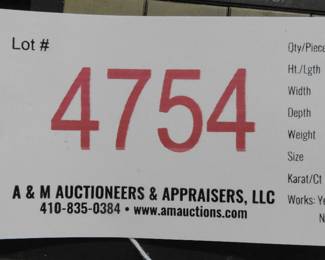 Lot #
4754
A & M AUCTIONEERS & APPRAISERS, LLC
410-835-0384 • www.amauctions.com
Qty/Piece
Ht./Lgth
Width
Depth
Weight
Size
Karat/Ct
Works: Ye
N